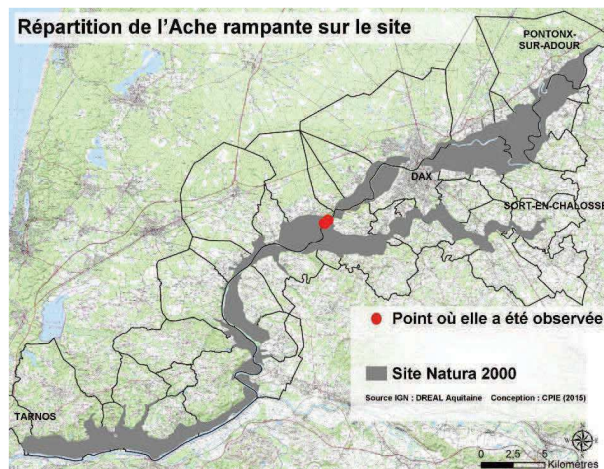 Répartition de l'Ache rampante sur le site
PONTONX-
SUR-ADOUR
DAX
SORT-EN-CHALOSSE
Point où elle a été observée
Site Natura 2000
Source IGN : DREAL Aquitaine Conception : CPIE (2015)
TARNOS
0 2,5 5
Kilomètres